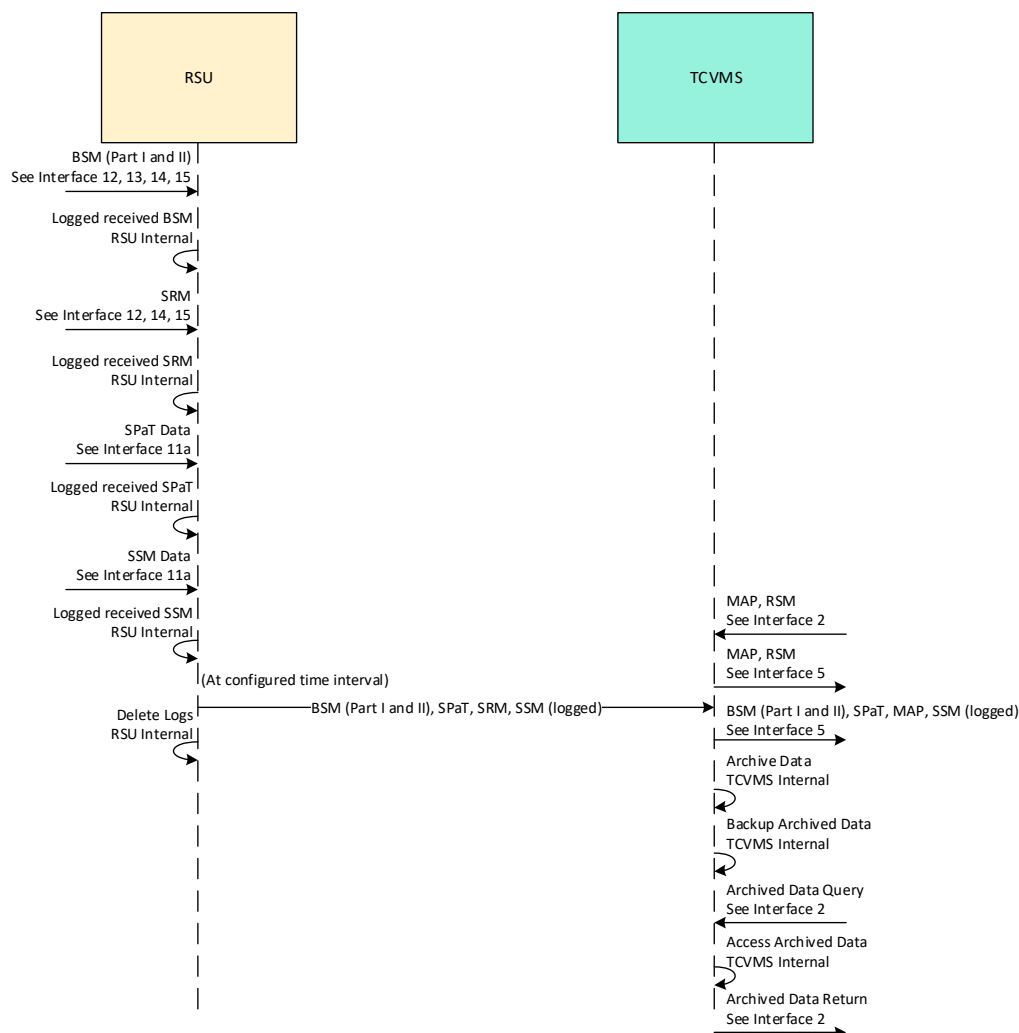 RSU
TCVMS
BSM (Part I and II)
See Interface 12, 13, 14, 15
Logged received BSM
RSU Internal
SRM
See Interface 12, 14, 15
Logged received SRM
RSU Internal
SPaT Data
See Interface 11a
Logged received SPaT
RSU Internal
SSM Data
See Interface 11a
Logged received SSM
RSU Internal
MAP, RSM
See Interface 2
MAP, RSM
See Interface 5
(At configured time interval)
BSM (Part I and II), SPaT, SRM, SSM (logged)
Delete Logs
RSU Internal
BSM (Part I and II), SPaT, MAP, SSM (logged)
See Interface 5
Archive Data
TCVMS Internal
Backup Archived Data
TCVMS Internal
Archived Data Query
See Interface 2
Access Archived Data
TCVMS Internal
Archived Data Return
See Interface 2